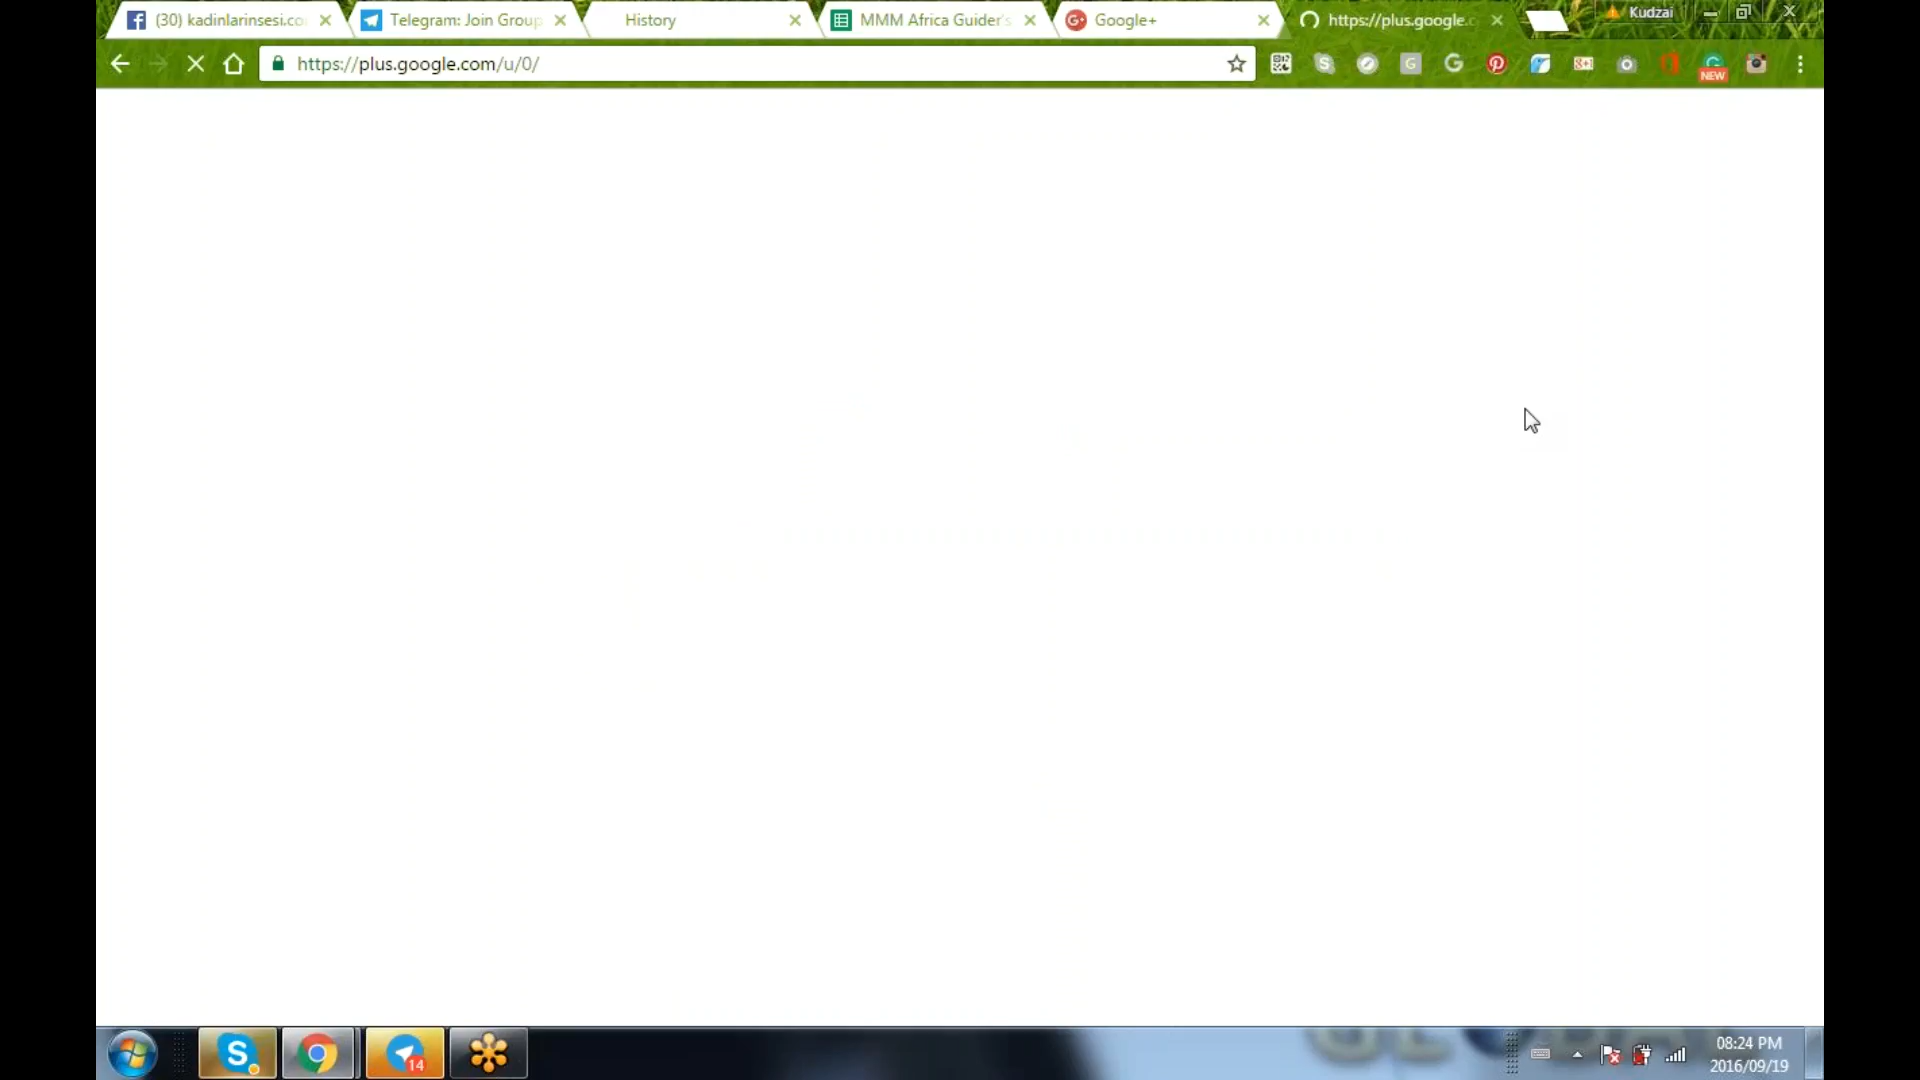 (30) kadinlarinsesi.co
Telegram: Join Group
History
MMM Africa Guider's
Google+
https://plus.google.c
Kudzai
https://plus.google.com/u/0/
NEW
14
08:24 PM
2016/09/19